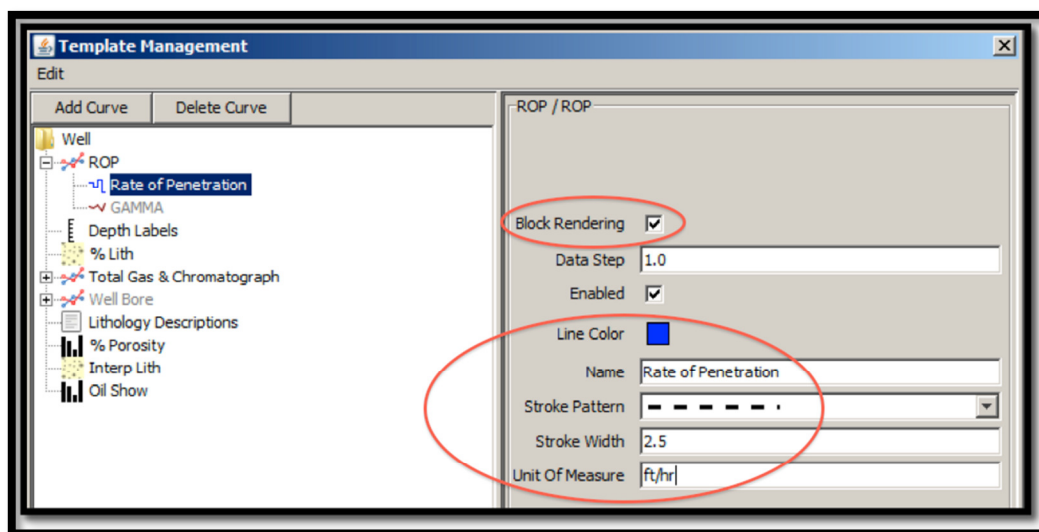 Template Management
Edit
Add Curve Delete Curve
Well
ROP
Rate of Penetration
GAMMA
Depth Labels
% Lith
Total Gas & Chromatograph
Well Bore
Lithology Descriptions
% Porosity
Interp Lith
Oil Show
ROP / ROP
Block Rendering
Data Step 1.0
Enabled
Line Color
Name Rate of Penetration
Stroke Pattern
Stroke Width 2.5
Unit Of Measure ft/hr